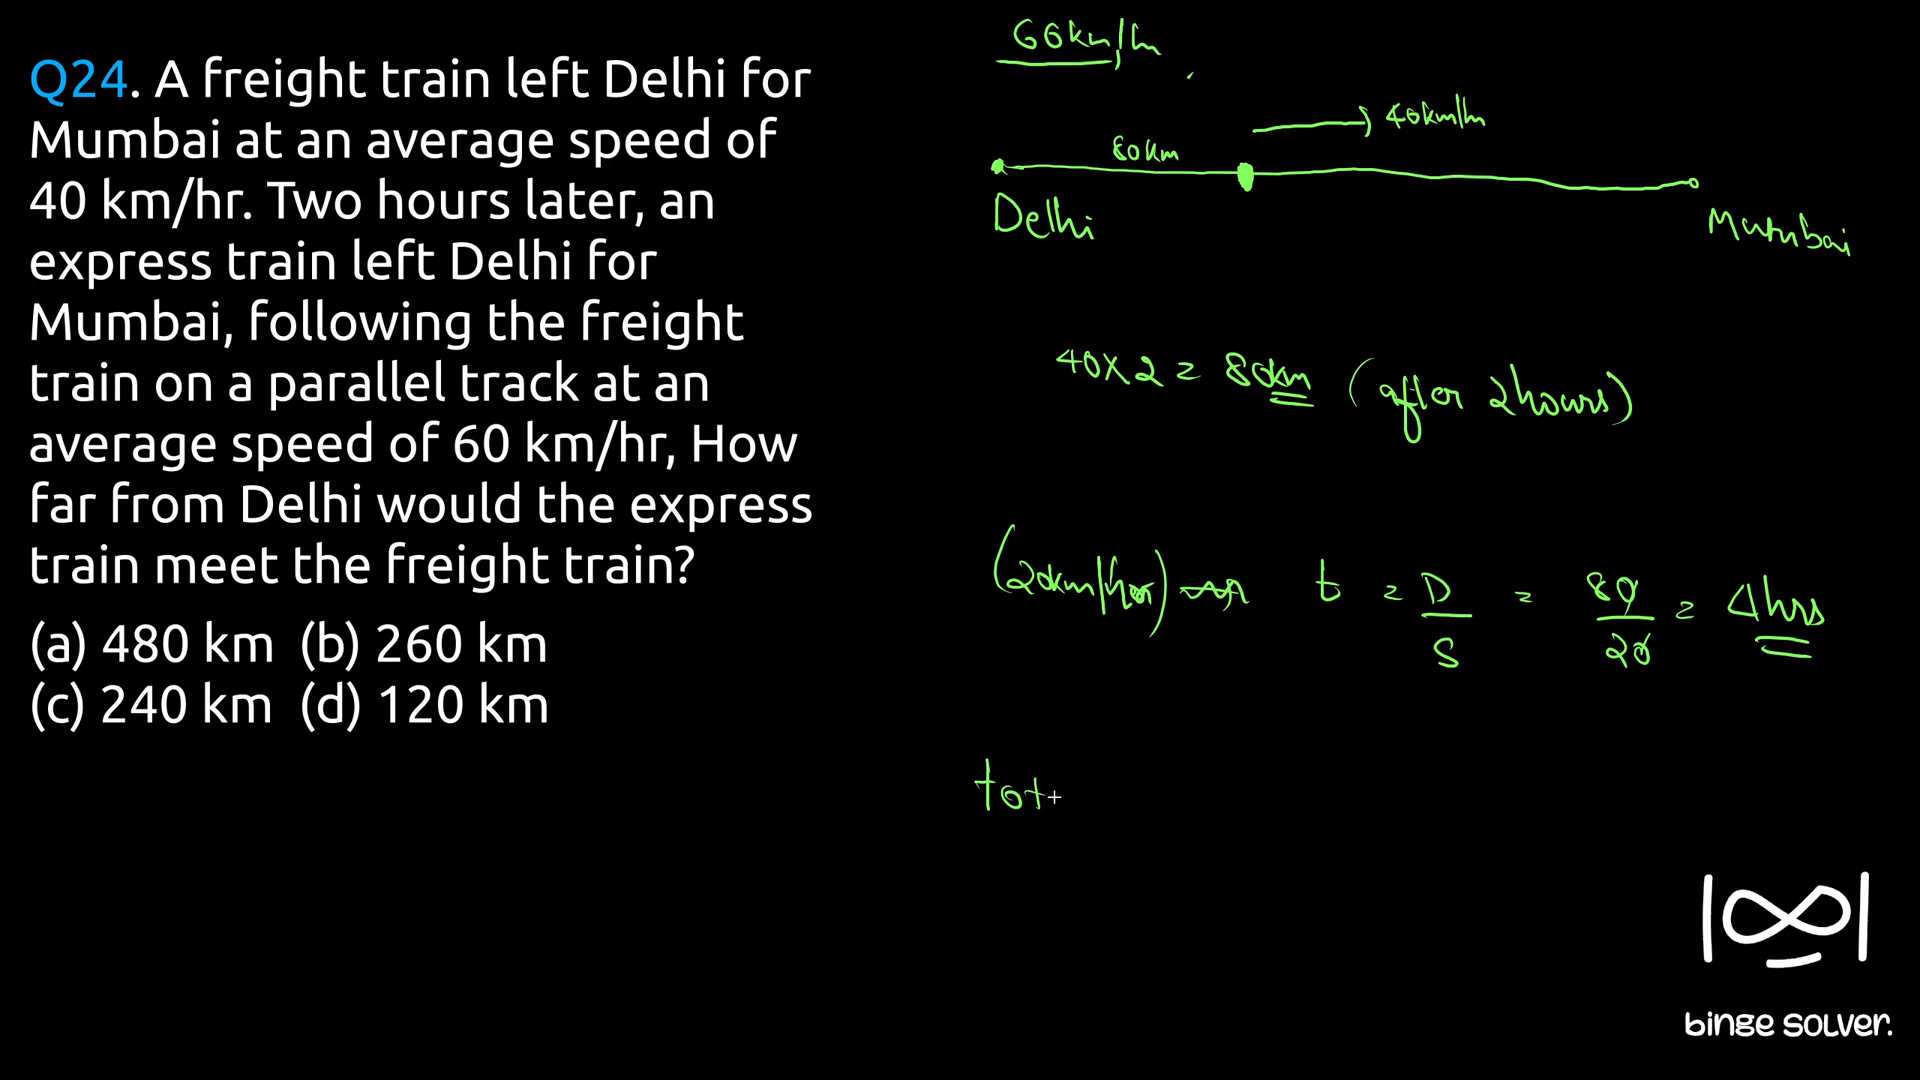 Q24. A freight train left Delhi for
Mumbai at an average speed of
40 km/hr. Two hours later, an
express train left Delhi for
Mumbai, following the freight
train on a parallel track at an
average speed of 60 km/hr, How
far from Delhi would the express
train meet the freight train?
(a) 480 km (b) 260 km
(c) 240 km (d) 120 km
60km/h
40km/h
80km
Delhi
Mumbai
40x2 = 80km (after 2hours)
(20km/hr) t = D/S = 80/20 = 4hrs
tot
binge solver.